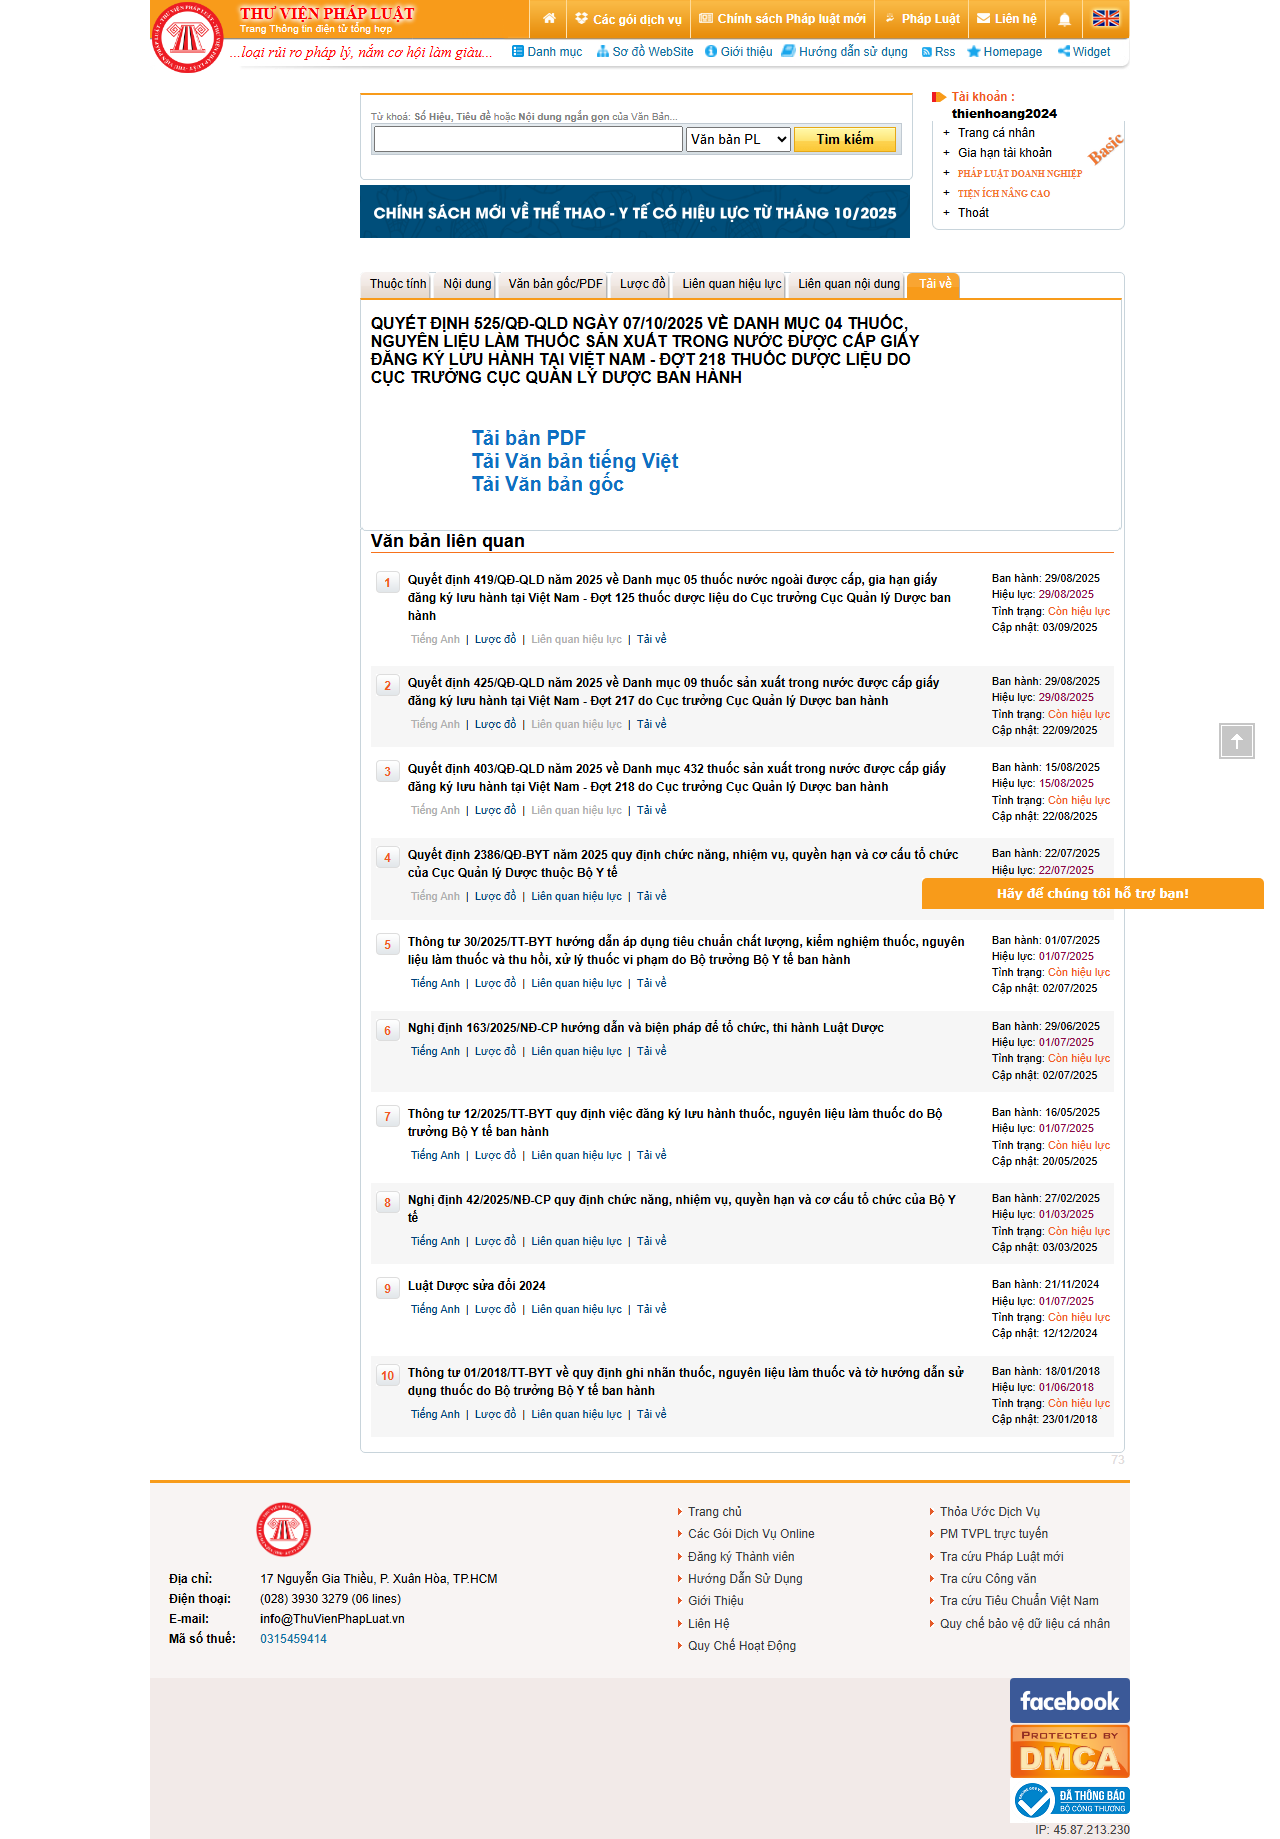 THƯ VIỆN PHÁP LUẬT
Trang Thông tin điện tử tổng hợp
Các gói dịch vụ
Chính sách Pháp luật mới
Pháp Luật
Liên hệ
...loại rủi ro pháp lý, nắm cơ hội làm giàu...
Danh mục
Sơ đồ WebSite
Giới thiệu
Hướng dẫn sử dụng
Rss
Homepage
Widget
Từ khoá: Số Hiệu, Tiêu đề hoặc Nội dung ngắn gọn của Văn Bản...
Văn bản PL
Tìm kiếm
CHÍNH SÁCH MỚI VỀ THỂ THAO - Y TẾ CÓ HIỆU LỰC TỪ THÁNG 10/2025
Tài khoản :
thienhoang2024
+ Trang cá nhân
+ Gia hạn tài khoản
Basic
+ PHÁP LUẬT DOANH NGHIỆP
+ TIỆN ÍCH NÂNG CAO
+ Thoát
Thuộc tính
Nội dung
Văn bản gốc/PDF
Lược đồ
Liên quan hiệu lực
Liên quan nội dung
Tải về
QUYẾT ĐỊNH 525/QĐ-QLD NGÀY 07/10/2025 VỀ DANH MỤC 04 THUỐC,
NGUYÊN LIỆU LÀM THUỐC SẢN XUẤT TRONG NƯỚC ĐƯỢC CẤP GIẤY
ĐĂNG KÝ LƯU HÀNH TẠI VIỆT NAM - ĐỢT 218 THUỐC DƯỢC LIỆU DO
CỤC TRƯỞNG CỤC QUẢN LÝ DƯỢC BAN HÀNH
Tải bản PDF
Tải Văn bản tiếng Việt
Tải Văn bản gốc
Văn bản liên quan
1
Quyết định 419/QĐ-QLD năm 2025 về Danh mục 05 thuốc nước ngoài được cấp, gia hạn giấy
đăng ký lưu hành tại Việt Nam - Đợt 125 thuốc dược liệu do Cục trưởng Cục Quản lý Dược ban
hành
Tiếng Anh | Lược đồ | Liên quan hiệu lực | Tải về
Ban hành: 29/08/2025
Hiệu lực: 29/08/2025
Tình trạng: Còn hiệu lực
Cập nhật: 03/09/2025
2
Quyết định 425/QĐ-QLD năm 2025 về Danh mục 09 thuốc sản xuất trong nước được cấp giấy
đăng ký lưu hành tại Việt Nam - Đợt 217 do Cục trưởng Cục Quản lý Dược ban hành
Tiếng Anh | Lược đồ | Liên quan hiệu lực | Tải về
Ban hành: 29/08/2025
Hiệu lực: 29/08/2025
Tình trạng: Còn hiệu lực
Cập nhật: 22/09/2025
3
Quyết định 403/QĐ-QLD năm 2025 về Danh mục 432 thuốc sản xuất trong nước được cấp giấy
đăng ký lưu hành tại Việt Nam - Đợt 218 do Cục trưởng Cục Quản lý Dược ban hành
Tiếng Anh | Lược đồ | Liên quan hiệu lực | Tải về
Ban hành: 15/08/2025
Hiệu lực: 15/08/2025
Tình trạng: Còn hiệu lực
Cập nhật: 22/08/2025
4
Quyết định 2386/QĐ-BYT năm 2025 quy định chức năng, nhiệm vụ, quyền hạn và cơ cấu tổ chức
của Cục Quản lý Dược thuộc Bộ Y tế
Tiếng Anh | Lược đồ | Liên quan hiệu lực | Tải về
Ban hành: 22/07/2025
Hiệu lực: 22/07/2025
Hãy để chúng tôi hỗ trợ bạn!
5
Thông tư 30/2025/TT-BYT hướng dẫn áp dụng tiêu chuẩn chất lượng, kiểm nghiệm thuốc, nguyên
liệu làm thuốc và thu hồi, xử lý thuốc vi phạm do Bộ trưởng Bộ Y tế ban hành
Tiếng Anh | Lược đồ | Liên quan hiệu lực | Tải về
Ban hành: 01/07/2025
Hiệu lực: 01/07/2025
Tình trạng: Còn hiệu lực
Cập nhật: 02/07/2025
6
Nghị định 163/2025/NĐ-CP hướng dẫn và biện pháp để tổ chức, thi hành Luật Dược
Tiếng Anh | Lược đồ | Liên quan hiệu lực | Tải về
Ban hành: 29/06/2025
Hiệu lực: 01/07/2025
Tình trạng: Còn hiệu lực
Cập nhật: 02/07/2025
7
Thông tư 12/2025/TT-BYT quy định việc đăng ký lưu hành thuốc, nguyên liệu làm thuốc do Bộ
trưởng Bộ Y tế ban hành
Tiếng Anh | Lược đồ | Liên quan hiệu lực | Tải về
Ban hành: 16/05/2025
Hiệu lực: 01/07/2025
Tình trạng: Còn hiệu lực
Cập nhật: 20/05/2025
8
Nghị định 42/2025/NĐ-CP quy định chức năng, nhiệm vụ, quyền hạn và cơ cấu tổ chức của Bộ Y
tế
Tiếng Anh | Lược đồ | Liên quan hiệu lực | Tải về
Ban hành: 27/02/2025
Hiệu lực: 01/03/2025
Tình trạng: Còn hiệu lực
Cập nhật: 03/03/2025
9
Luật Dược sửa đổi 2024
Tiếng Anh | Lược đồ | Liên quan hiệu lực | Tải về
Ban hành: 21/11/2024
Hiệu lực: 01/07/2025
Tình trạng: Còn hiệu lực
Cập nhật: 12/12/2024
10
Thông tư 01/2018/TT-BYT về quy định ghi nhãn thuốc, nguyên liệu làm thuốc và tờ hướng dẫn sử
dụng thuốc do Bộ trưởng Bộ Y tế ban hành
Tiếng Anh | Lược đồ | Liên quan hiệu lực | Tải về
Ban hành: 18/01/2018
Hiệu lực: 01/06/2018
Tình trạng: Còn hiệu lực
Cập nhật: 23/01/2018
73
Địa chỉ: 17 Nguyễn Gia Thiều, P. Xuân Hòa, TP.HCM
Điện thoại: (028) 3930 3279 (06 lines)
E-mail: info@ThuVienPhapLuat.vn
Mã số thuế: 0315459414
Trang chủ
Các Gói Dịch Vụ Online
Đăng ký Thành viên
Hướng Dẫn Sử Dụng
Giới Thiệu
Liên Hệ
Quy Chế Hoạt Động
Thỏa Ước Dịch Vụ
PM TVPL trực tuyến
Tra cứu Pháp Luật mới
Tra cứu Công văn
Tra cứu Tiêu Chuẩn Việt Nam
Quy chế bảo vệ dữ liệu cá nhân
facebook
PROTECTED BY
DMCA
ĐÃ THÔNG BÁO
BỘ CÔNG THƯƠNG
IP: 45.87.213.230